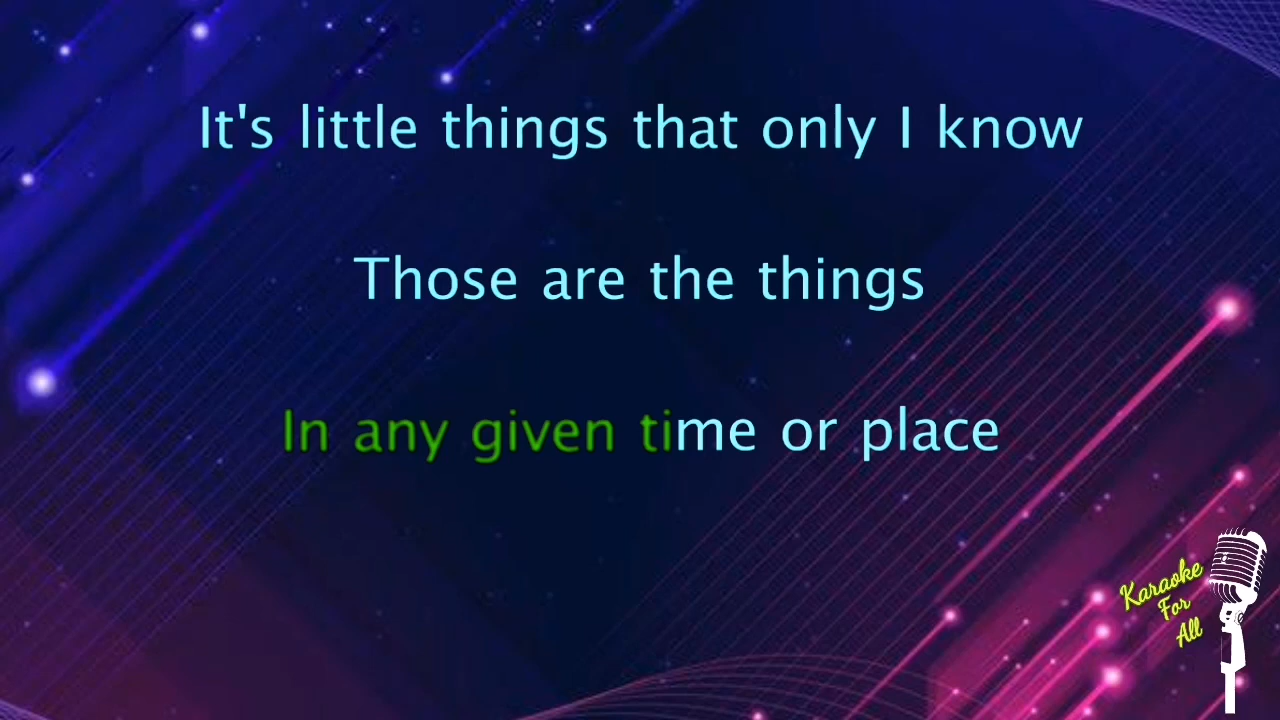 It's little things that only I know
Those are the things
In any given time or place
Karaoke
For
All